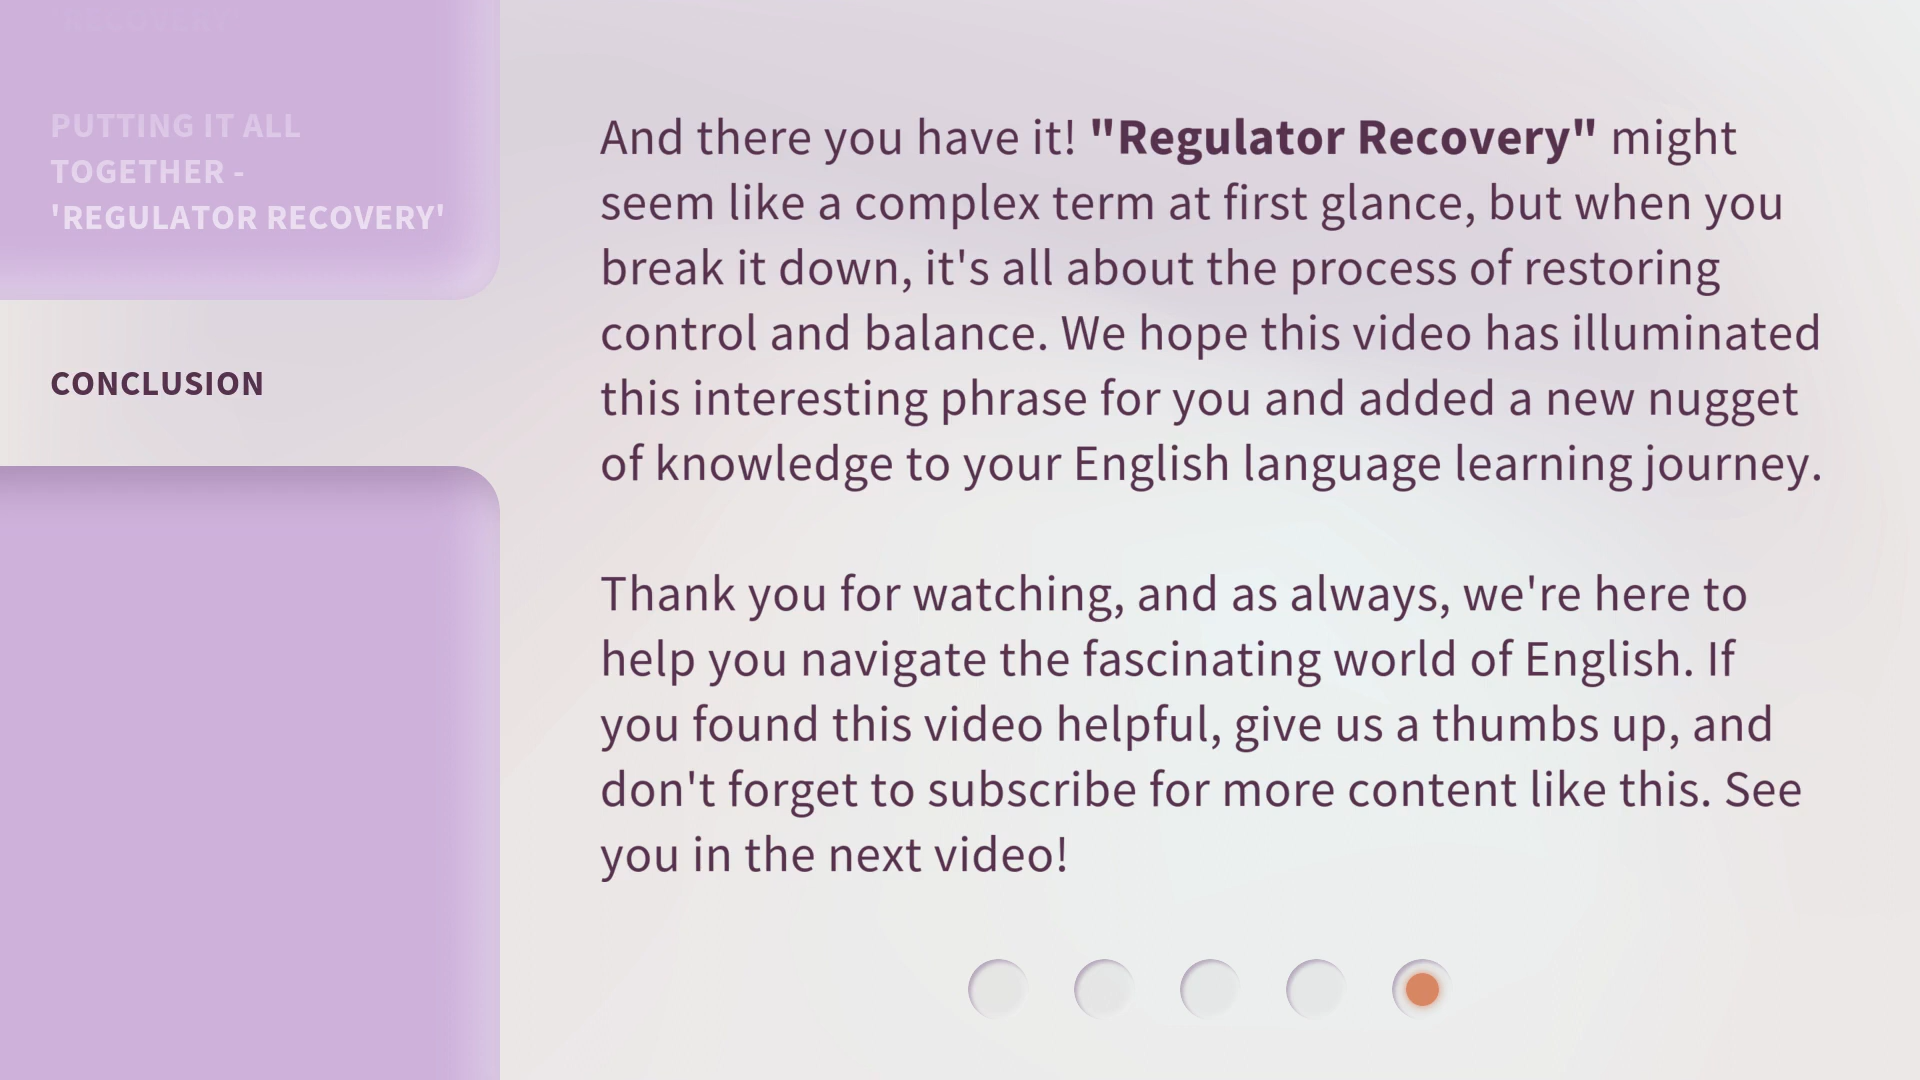 'RECOVERY'
PUTTING IT ALL
TOGETHER -
'REGULATOR RECOVERY'
CONCLUSION
And there you have it! "Regulator Recovery" might
seem like a complex term at first glance, but when you
break it down, it's all about the process of restoring
control and balance. We hope this video has illuminated
this interesting phrase for you and added a new nugget
of knowledge to your English language learning journey.
Thank you for watching, and as always, we're here to
help you navigate the fascinating world of English. If
you found this video helpful, give us a thumbs up, and
don't forget to subscribe for more content like this. See
you in the next video!